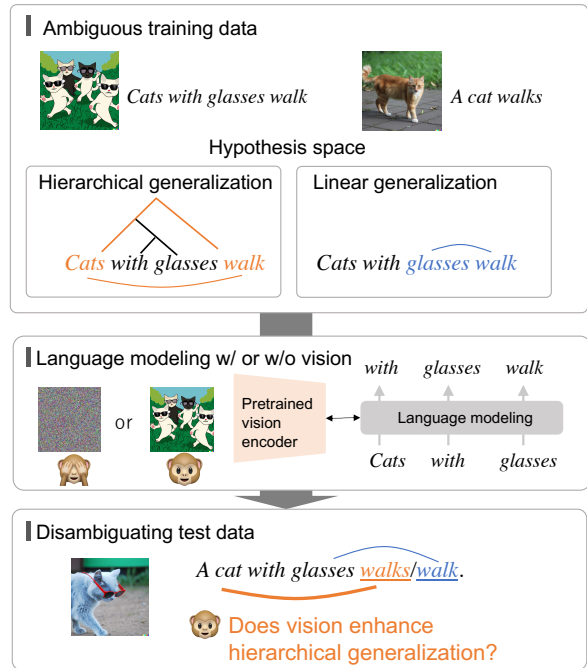 Ambiguous training data
Cats with glasses walk
A cat walks
Hypothesis space
Hierarchical generalization
Cats with glasses walk
Linear generalization
Cats with glasses walk
Language modeling w/ or w/o vision
or
Pretrained
vision
encoder
with glasses walk
Language modeling
Cats with glasses
Disambiguating test data
A cat with glasses walks/walk.
Does vision enhance
hierarchical generalization?